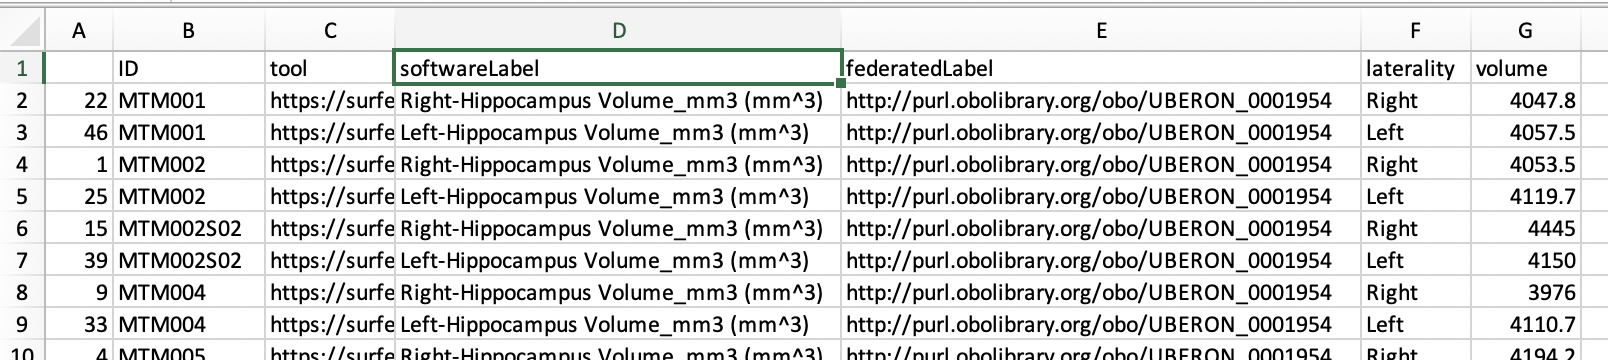 A B C D E F G
1 ID tool softwareLabel federatedLabel laterality volume
2 22 MTM001 https://surfe Right-Hippocampus Volume_mm3 (mm^3) http://purl.obolibrary.org/obo/UBERON_0001954 Right 4047.8
3 46 MTM001 https://surfe Left-Hippocampus Volume_mm3 (mm^3) http://purl.obolibrary.org/obo/UBERON_0001954 Left 4057.5
4 1 MTM002 https://surfe Right-Hippocampus Volume_mm3 (mm^3) http://purl.obolibrary.org/obo/UBERON_0001954 Right 4053.5
5 25 MTM002 https://surfe Left-Hippocampus Volume_mm3 (mm^3) http://purl.obolibrary.org/obo/UBERON_0001954 Left 4119.7
6 15 MTM002S02 https://surfe Right-Hippocampus Volume_mm3 (mm^3) http://purl.obolibrary.org/obo/UBERON_0001954 Right 4445
7 39 MTM002S02 https://surfe Left-Hippocampus Volume_mm3 (mm^3) http://purl.obolibrary.org/obo/UBERON_0001954 Left 4150
8 9 MTM004 https://surfe Right-Hippocampus Volume_mm3 (mm^3) http://purl.obolibrary.org/obo/UBERON_0001954 Right 3976
9 33 MTM004 https://surfe Left-Hippocampus Volume_mm3 (mm^3) http://purl.obolibrary.org/obo/UBERON_0001954 Left 4110.7
10 4 MTM005 https://surfe Right-Hippocampus Volume_mm3 (mm^3) http://purl.obolibrary.org/obo/UBERON_0001954 Right 4194.2